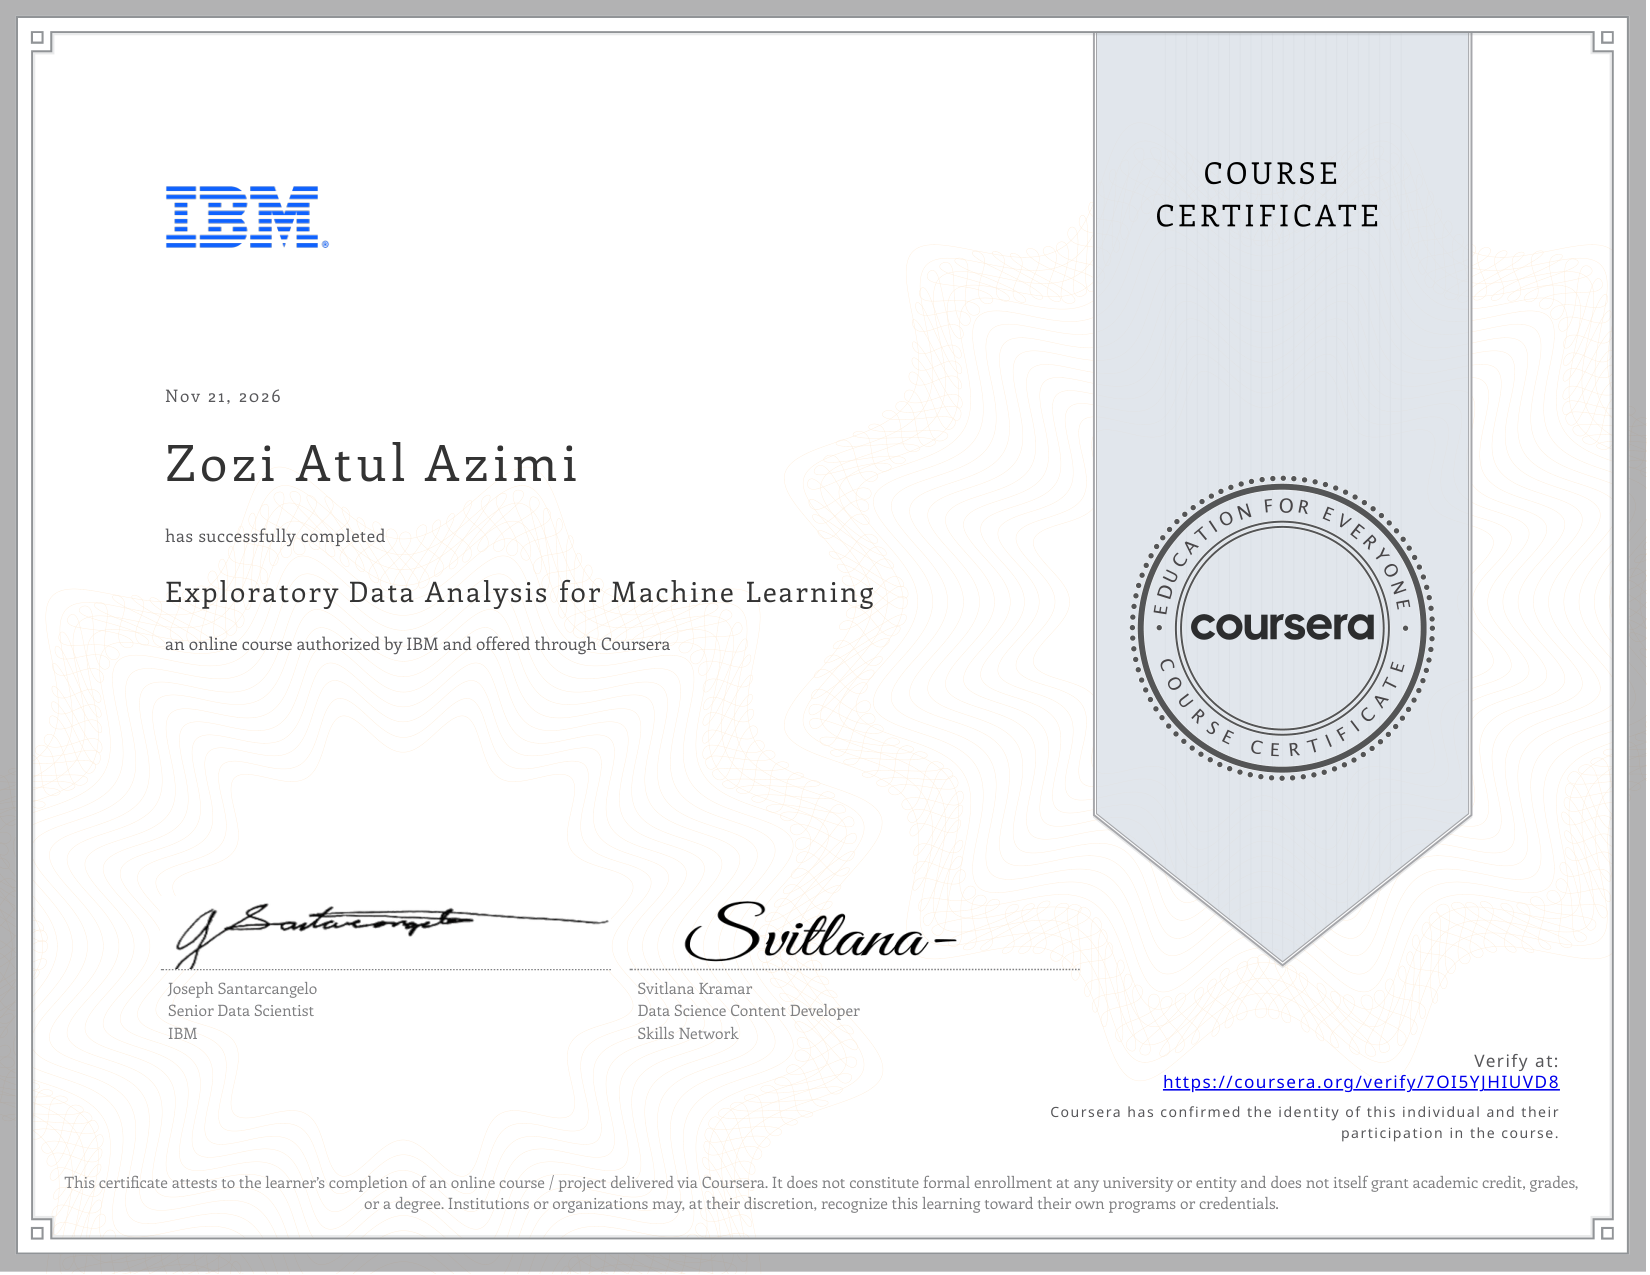 IBM®
COURSE
CERTIFICATE
Nov 21, 2026
Zozi Atul Azimi
has successfully completed
Exploratory Data Analysis for Machine Learning
an online course authorized by IBM and offered through Coursera
EDUCATION FOR EVERYONE
coursera
COURSE CERTIFICATE
J Santarcangelo
Svitlana –
Joseph Santarcangelo
Senior Data Scientist
IBM
Svitlana Kramar
Data Science Content Developer
Skills Network
Verify at:
https://coursera.org/verify/7OI5YJHIUVD8
Coursera has confirmed the identity of this individual and their
participation in the course.
This certificate attests to the learner's completion of an online course / project delivered via Coursera. It does not constitute formal enrollment at any university or entity and does not itself grant academic credit, grades,
or a degree. Institutions or organizations may, at their discretion, recognize this learning toward their own programs or credentials.